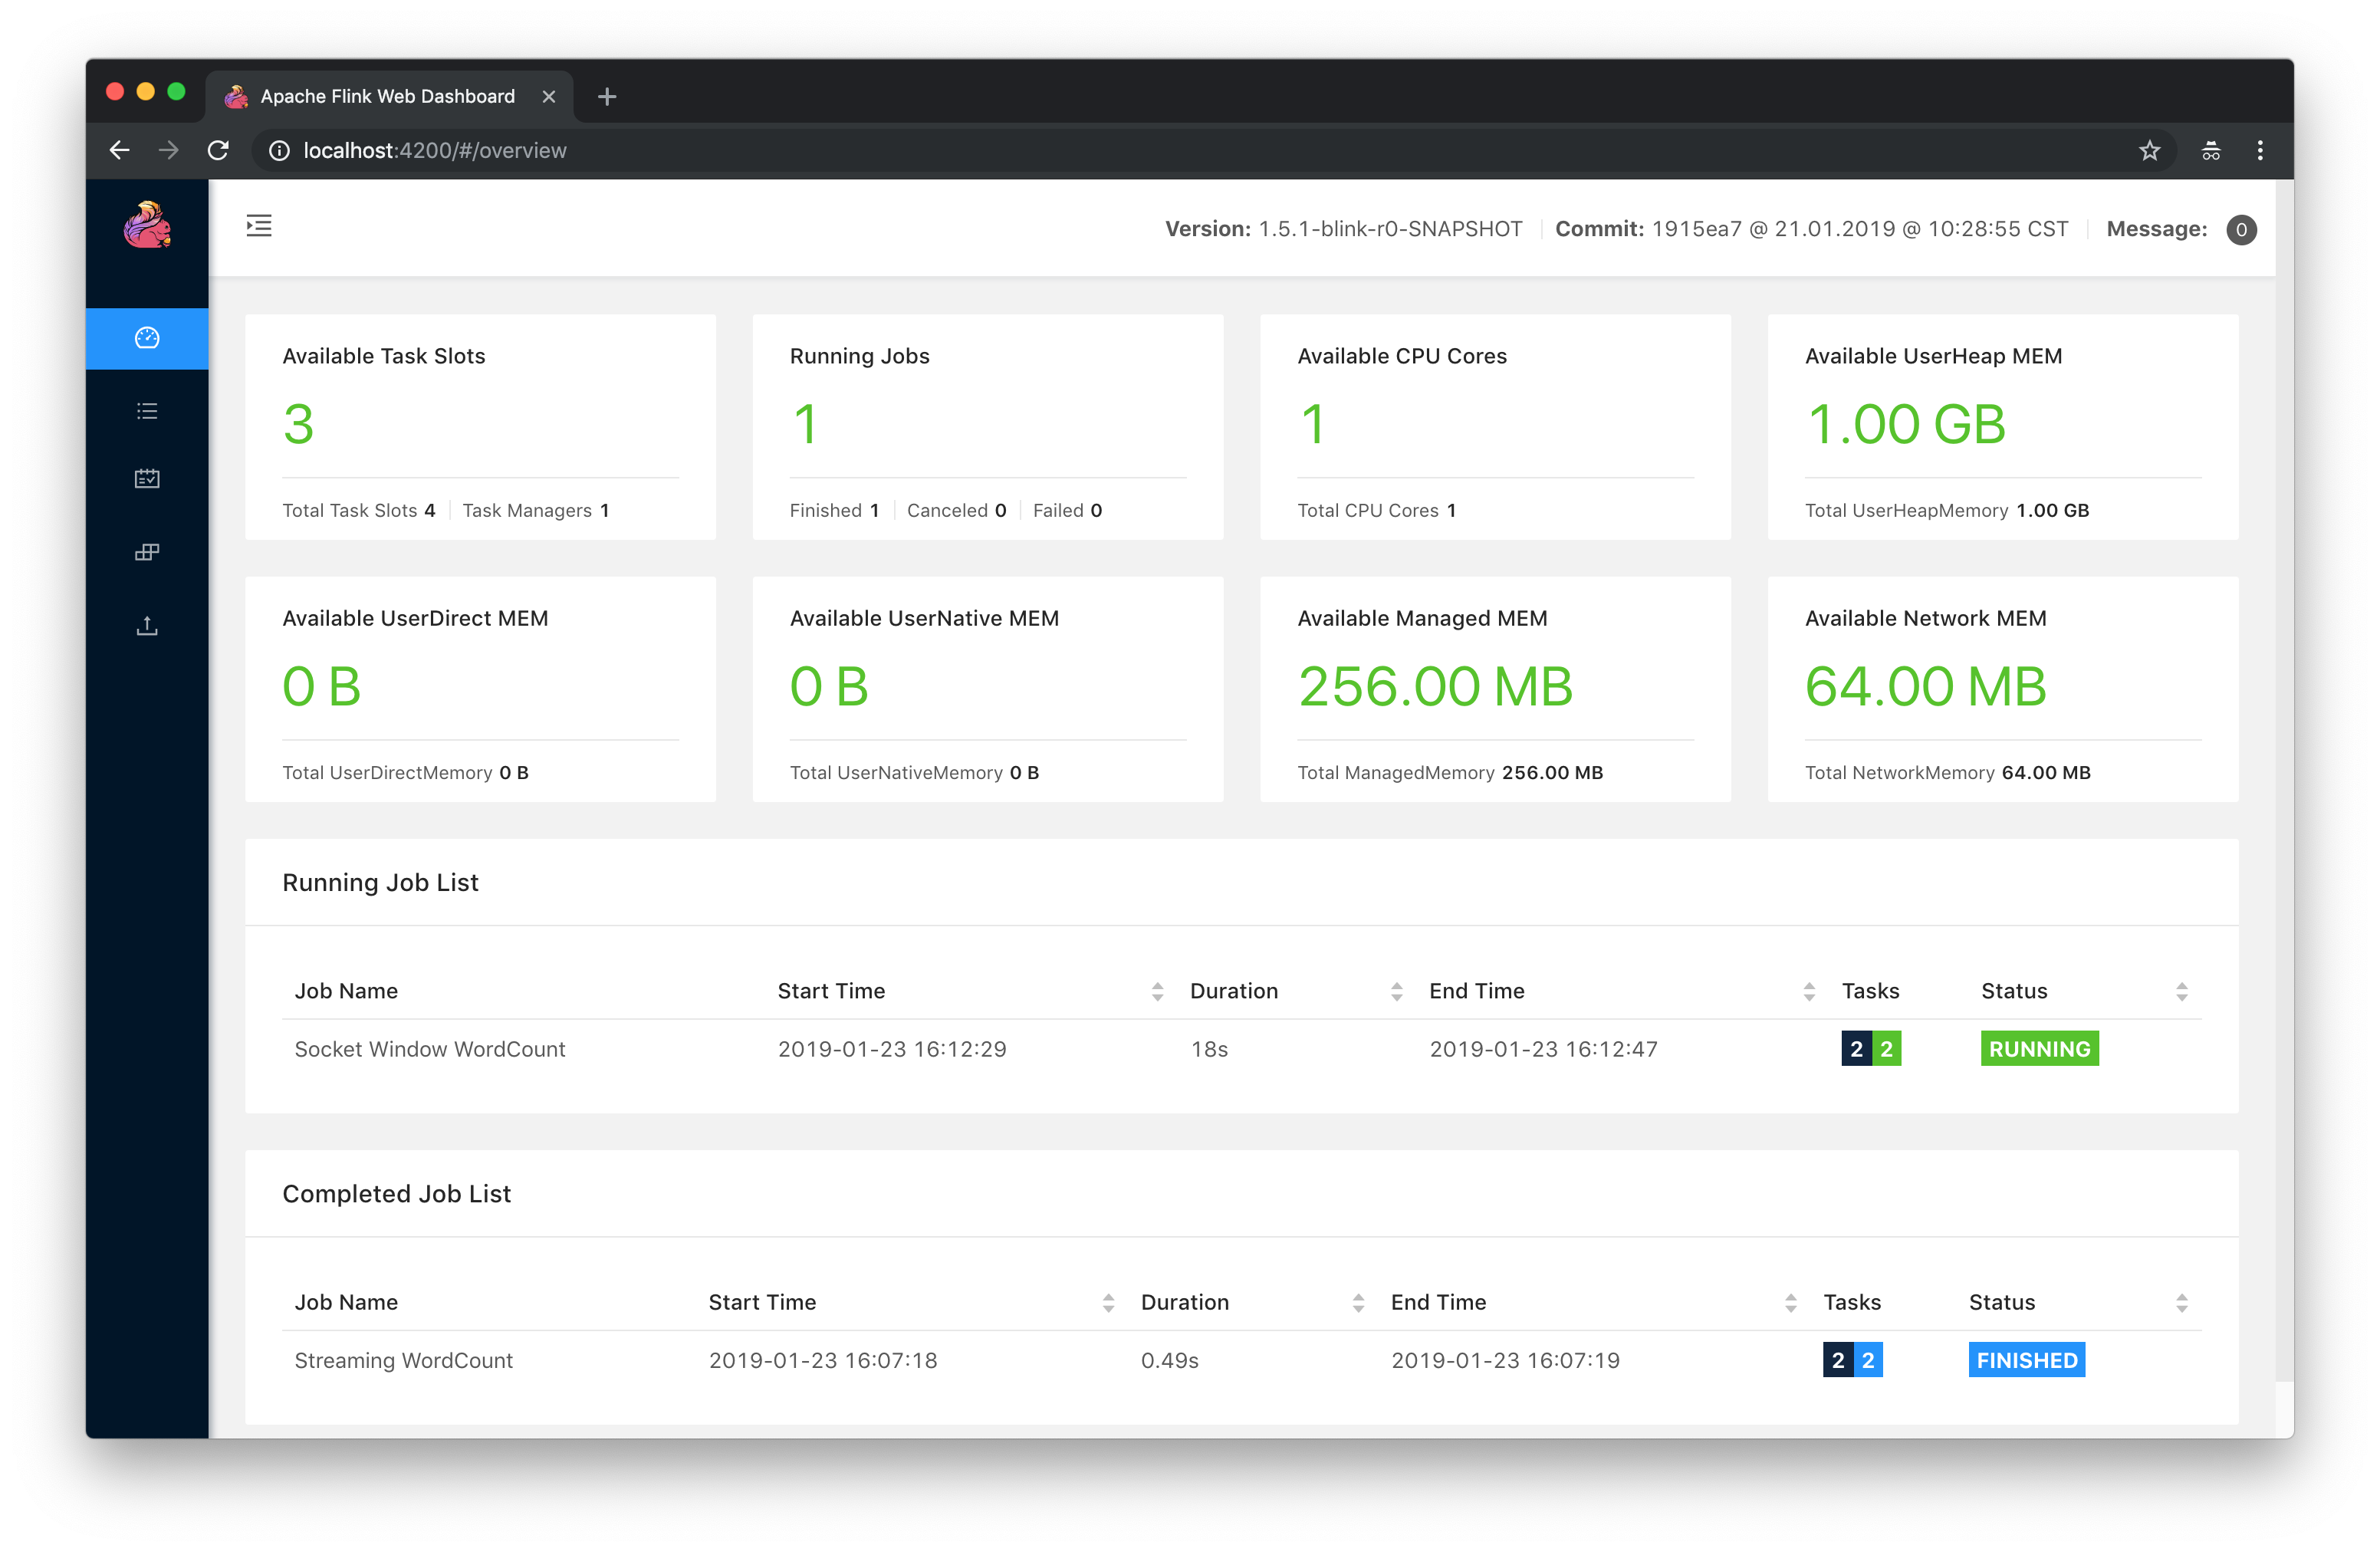 Apache Flink Web Dashboard
localhost:4200/#/overview
Version: 1.5.1-blink-r0-SNAPSHOT Commit: 1915ea7 @ 21.01.2019 @ 10:28:55 CST Message: 0
Available Task Slots
3
Total Task Slots 4 Task Managers 1
Running Jobs
1
Finished 1 Canceled 0 Failed 0
Available CPU Cores
1
Total CPU Cores 1
Available UserHeap MEM
1.00 GB
Total UserHeapMemory 1.00 GB
Available UserDirect MEM
0 B
Total UserDirectMemory 0 B
Available UserNative MEM
0 B
Total UserNativeMemory 0 B
Available Managed MEM
256.00 MB
Total ManagedMemory 256.00 MB
Available Network MEM
64.00 MB
Total NetworkMemory 64.00 MB
Running Job List
Job Name Start Time Duration End Time Tasks Status
Socket Window WordCount 2019-01-23 16:12:29 18s 2019-01-23 16:12:47 2 2 RUNNING
Completed Job List
Job Name Start Time Duration End Time Tasks Status
Streaming WordCount 2019-01-23 16:07:18 0.49s 2019-01-23 16:07:19 2 2 FINISHED